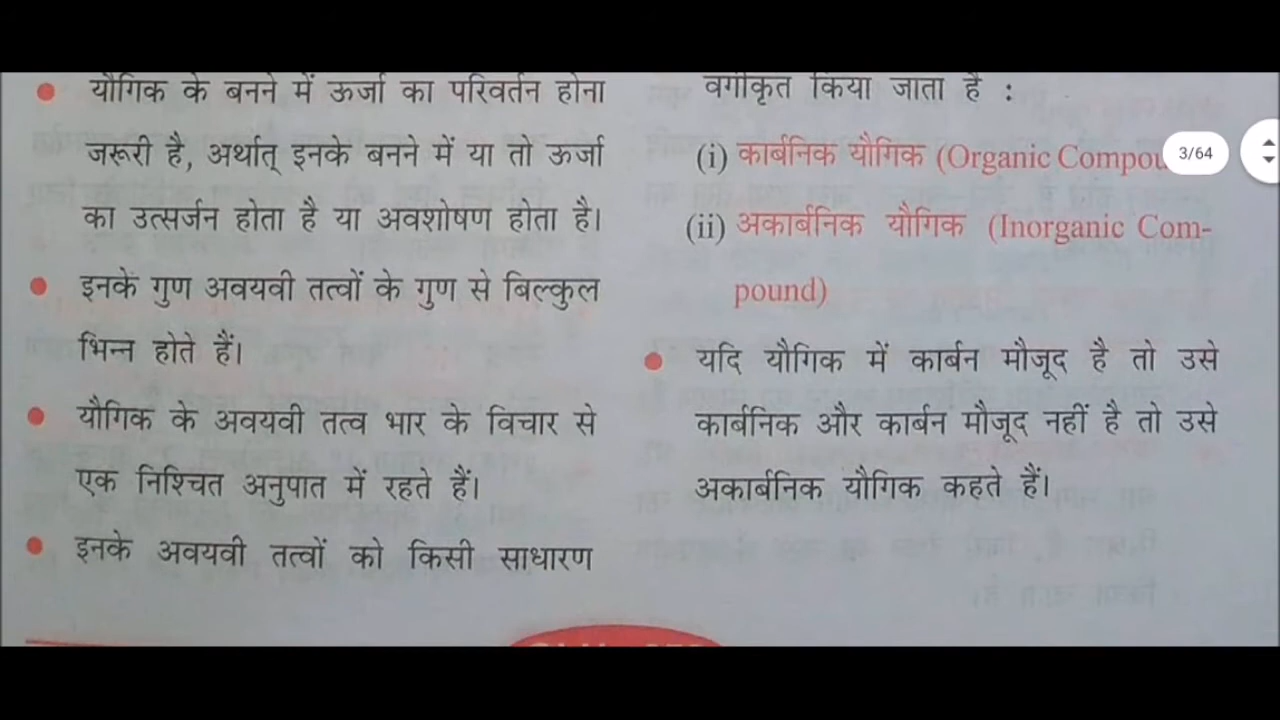 यौगिक के बनने में ऊर्जा का परिवर्तन होना
जरूरी है, अर्थात् इनके बनने में या तो ऊर्जा
का उत्सर्जन होता है या अवशोषण होता है।
इनके गुण अवयवी तत्वों के गुण से बिल्कुल
भिन्न होते हैं।
यौगिक के अवयवी तत्व भार के विचार से
एक निश्चित अनुपात में रहते हैं।
इनके अवयवी तत्वों को किसी साधारण
वर्गीकृत किया जाता है :
(i) कार्बनिक यौगिक (Organic
(ii) अकार्बनिक यौगिक (Inorganic Com-
pound)
यदि यौगिक में कार्बन मौजूद है तो उसे
कार्बनिक और कार्बन मौजूद नहीं है तो उसे
अकार्बनिक यौगिक कहते हैं।
3/64